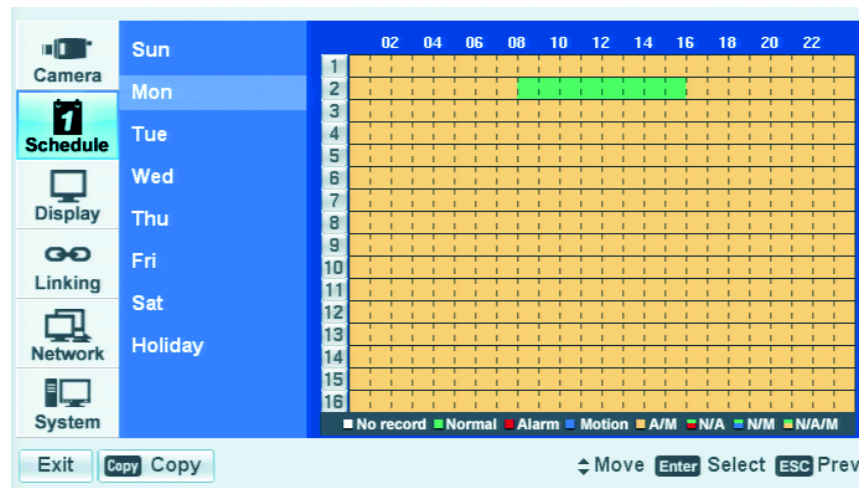 Camera
Schedule
Display
Linking
Network
System
Sun
Mon
Tue
Wed
Thu
Fri
Sat
Holiday
02 04 06 08 10 12 14 16 18 20 22
1
2
3
4
5
6
7
8
9
10
11
12
13
14
15
16
No record Normal Alarm Motion A/M N/A N/M N/A/M
Exit Copy Copy Move Enter Select ESC Prev